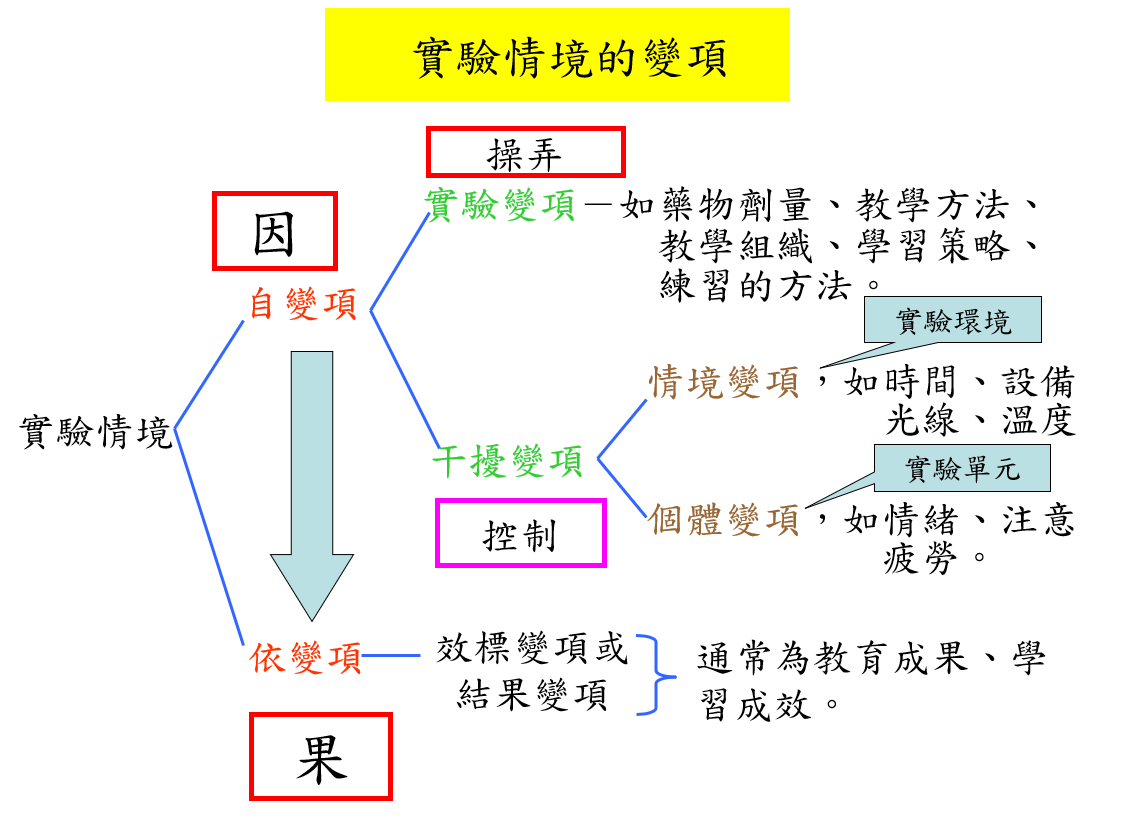 實驗情境的變項
操弄
實驗變項－如藥物劑量、教學方法、
教學組織、學習策略、
練習的方法。
因
自變項
實驗環境
情境變項，如時間、設備
光線、溫度
實驗情境
干擾變項
實驗單元
控制
個體變項，如情緒、注意
疲勞。
依變項
效標變項或
結果變項
通常為教育成果、學
習成效。
果